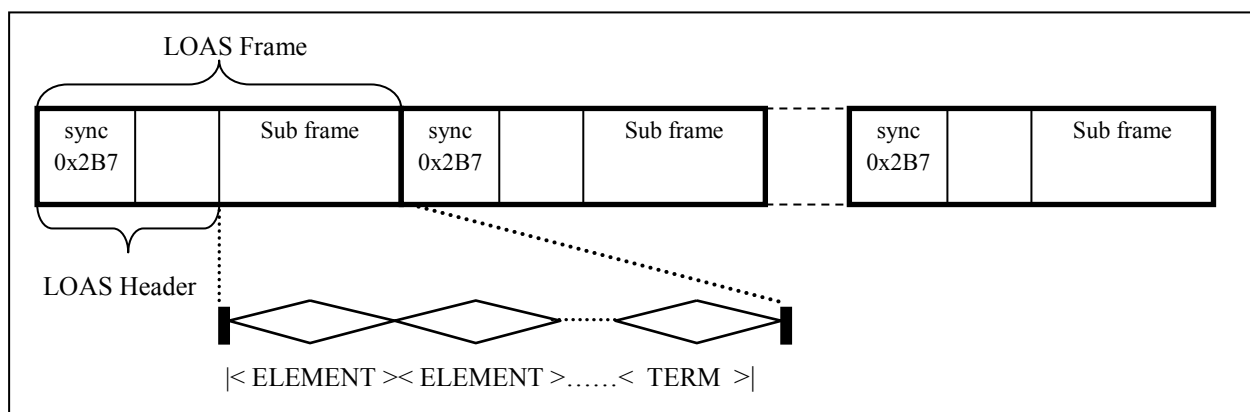 LOAS Frame
sync
0x2B7
Sub frame
sync
0x2B7
Sub frame
sync
0x2B7
Sub frame
LOAS Header
|< ELEMENT >< ELEMENT >......< TERM >|